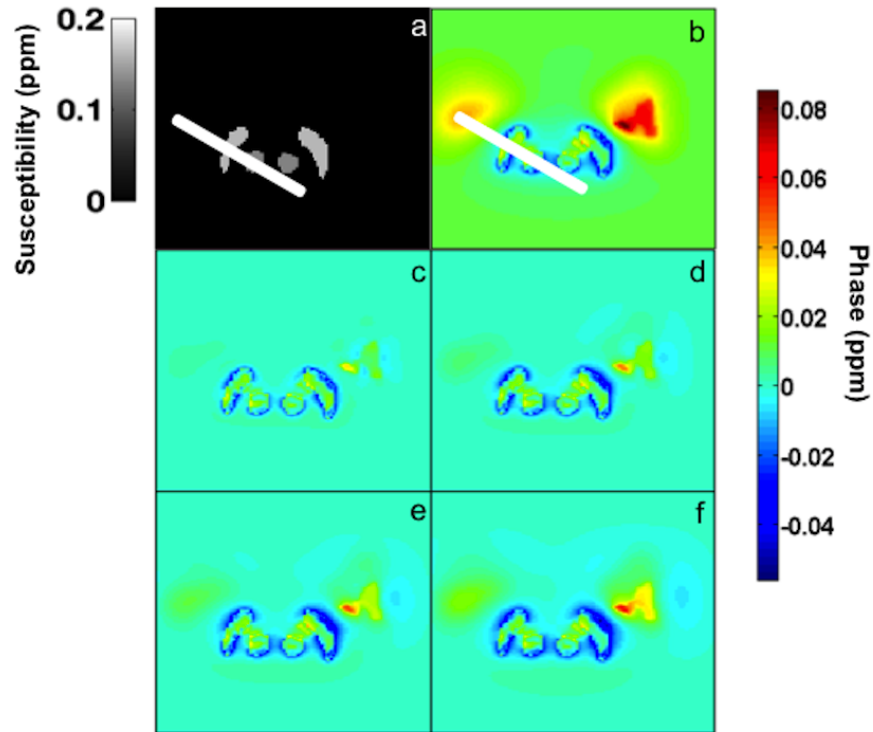 Susceptibility (ppm)
0.2
0.1
0
a
b
c
d
e
f
0.08
0.06
0.04
0.02
0
-0.02
-0.04
Phase (ppm)